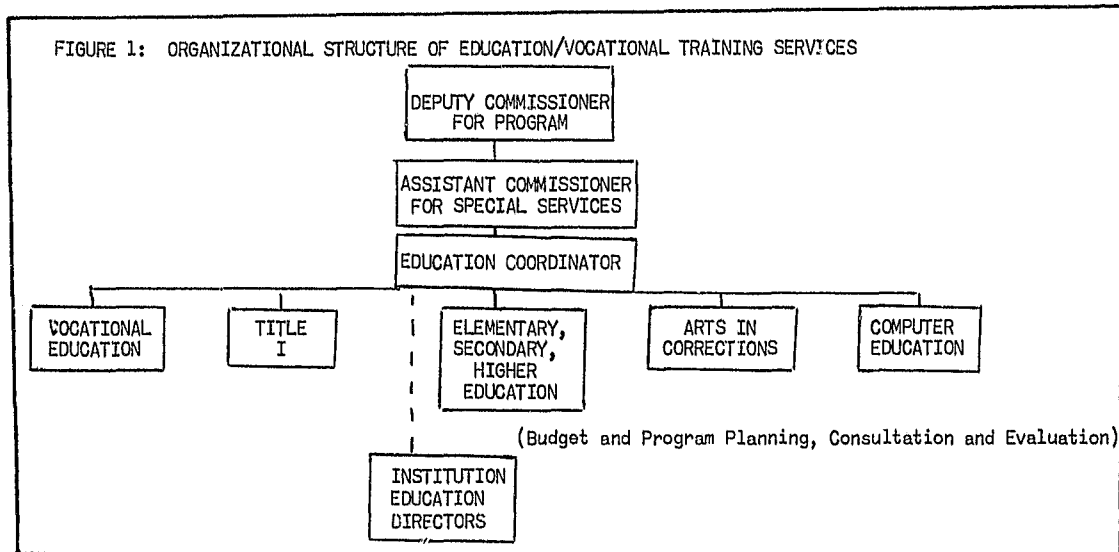 FIGURE 1: ORGANIZATIONAL STRUCTURE OF EDUCATION/VOCATIONAL TRAINING SERVICES
DEPUTY COMMISSIONER
FOR PROGRAM
ASSISTANT COMMISSIONER
FOR SPECIAL SERVICES
EDUCATION COORDINATOR
VOCATIONAL
EDUCATION
TITLE
I
ELEMENTARY,
SECONDARY,
HIGHER
EDUCATION
ARTS IN
CORRECTIONS
COMPUTER
EDUCATION
(Budget and Program Planning, Consultation and Evaluation)
INSTITUTION
EDUCATION
DIRECTORS